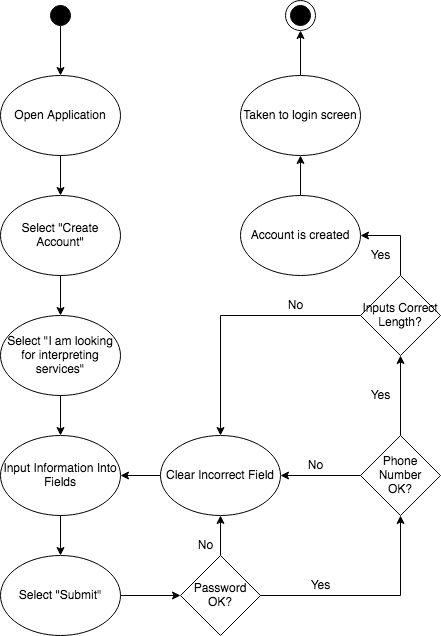 Open Application
Select "Create
Account"
Select "I am looking
for interpreting
services"
Input Information Into
Fields
Select "Submit"
Password
OK?
No
Yes
Clear Incorrect Field
Phone
Number
OK?
No
Yes
Inputs Correct
Length?
No
Yes
Account is created
Taken to login screen